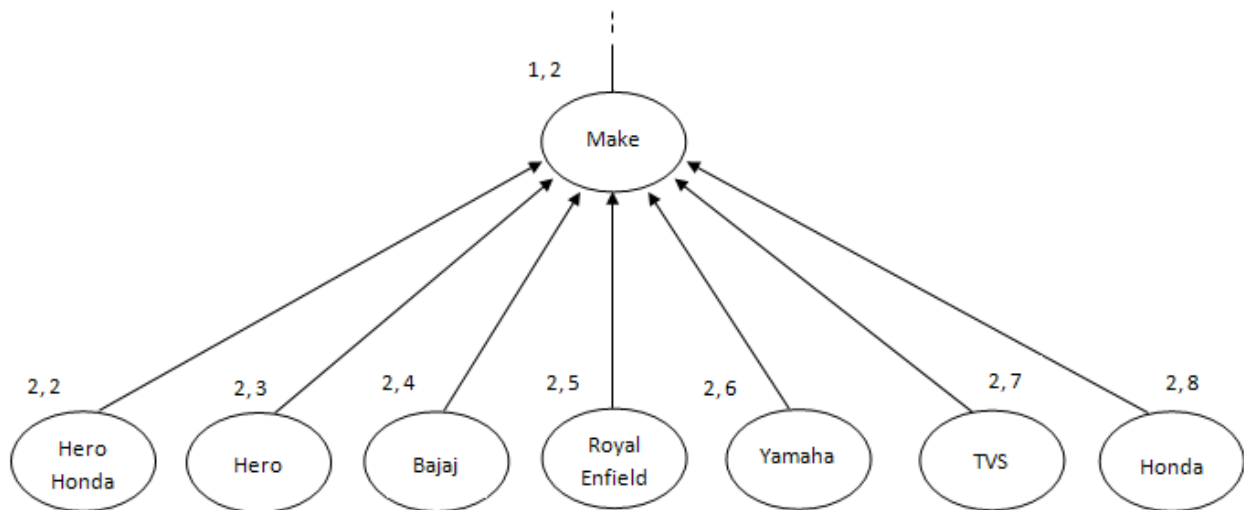 1, 2
Make
2, 2
2, 3
2, 4
2, 5
2, 6
2, 7
2, 8
Hero
Honda
Hero
Bajaj
Royal
Enfield
Yamaha
TVS
Honda